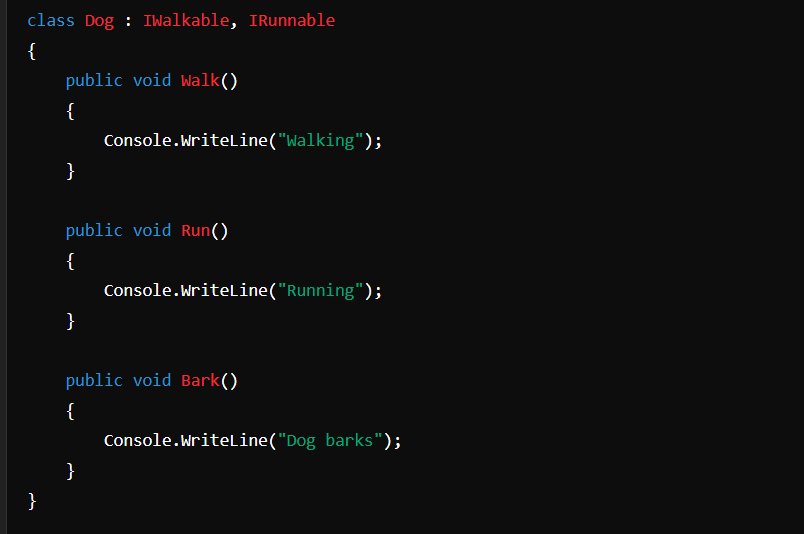 class Dog : IWalkable, IRunnable
{
    public void Walk()
    {
        Console.WriteLine("Walking");
    }

    public void Run()
    {
        Console.WriteLine("Running");
    }

    public void Bark()
    {
        Console.WriteLine("Dog barks");
    }
}